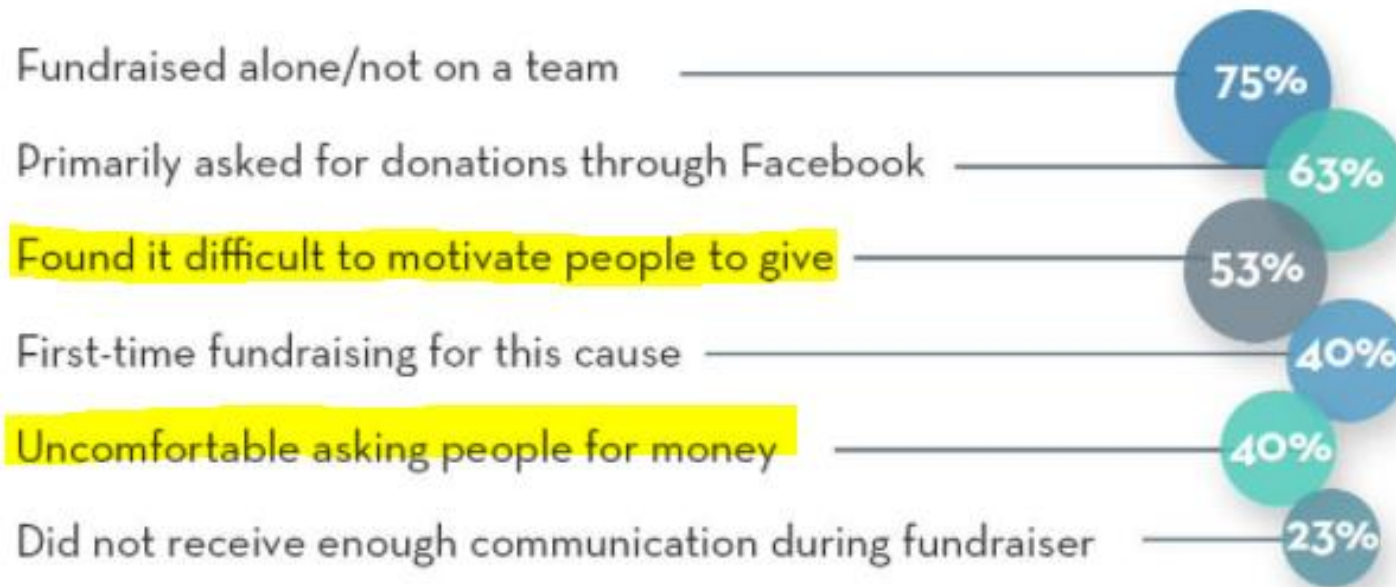 Fundraised alone/not on a team 75%
Primarily asked for donations through Facebook 63%
Found it difficult to motivate people to give 53%
First-time fundraising for this cause 40%
Uncomfortable asking people for money 40%
Did not receive enough communication during fundraiser 23%